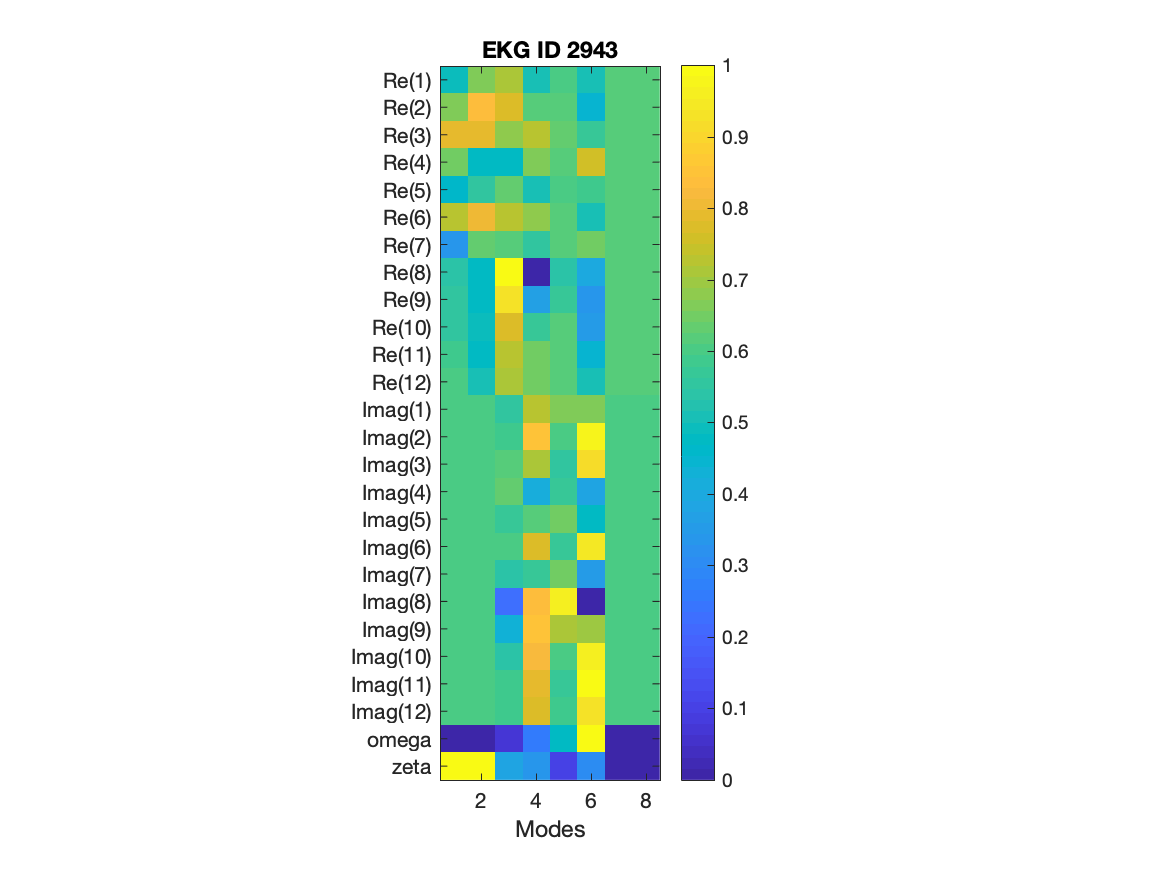 EKG ID 2943
Re(1)
Re(2)
Re(3)
Re(4)
Re(5)
Re(6)
Re(7)
Re(8)
Re(9)
Re(10)
Re(11)
Re(12)
Imag(1)
Imag(2)
Imag(3)
Imag(4)
Imag(5)
Imag(6)
Imag(7)
Imag(8)
Imag(9)
Imag(10)
Imag(11)
Imag(12)
omega
zeta
2 4 6 8
Modes
1
0.9
0.8
0.7
0.6
0.5
0.4
0.3
0.2
0.1
0